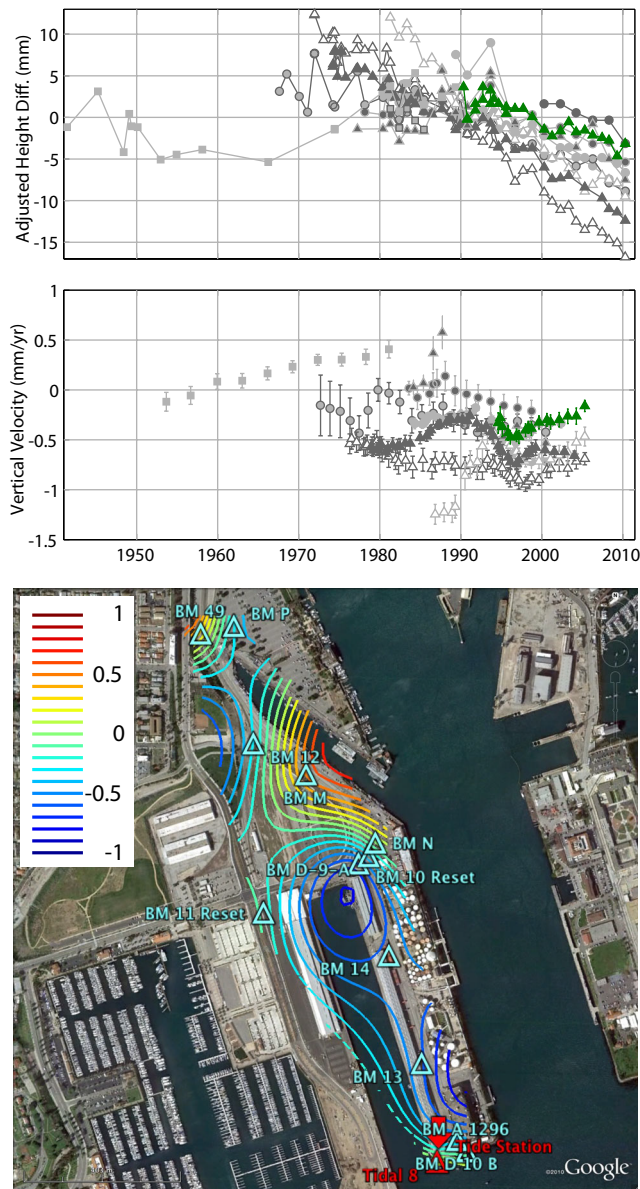 Adjusted Height Diff. (mm)
10
5
0
-5
-10
-15
Vertical Velocity (mm/yr)
1
0.5
0
-0.5
-1
-1.5
1950 1960 1970 1980 1990 2000 2010
1
0.5
0
-0.5
-1
BM 49
BM P
BM 12
BM M
BM N
BM D-9-A
BM 10 Reset
BM 11 Reset
BM 14
BM 13
BM A 1296
Tide Station
BM D 10 B
Tidal 8
©2010 Google